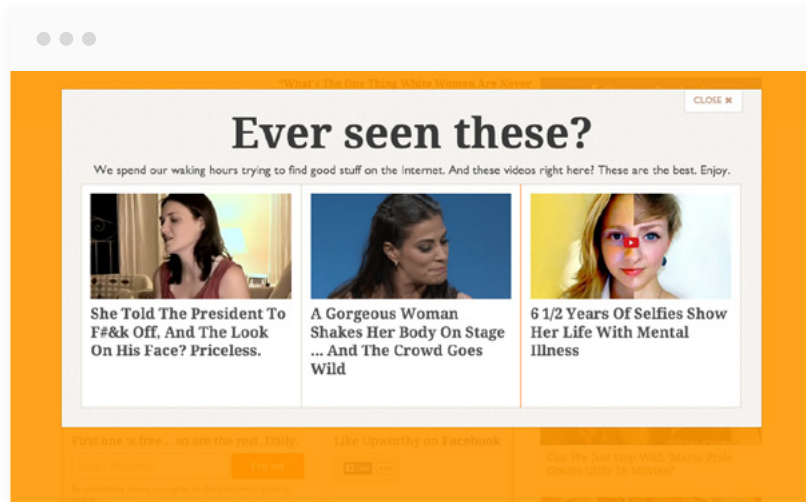 "What's The One Thing White Women Are Never
CLOSE ✖
Ever seen these?
We spend our waking hours trying to find good stuff on the Internet. And these videos right here? These are the best. Enjoy.
She Told The President To
F#&k Off, And The Look
On His Face? Priceless.
A Gorgeous Woman
Shakes Her Body On Stage
... And The Crowd Goes
Wild
6 1/2 Years Of Selfies Show
Her Life With Mental
Illness
First one is free... so are the rest. Daily.
Like Upworthy on Facebook
Can We Just Stop With 'Manic Pixie
Dream Girls' In Movies?